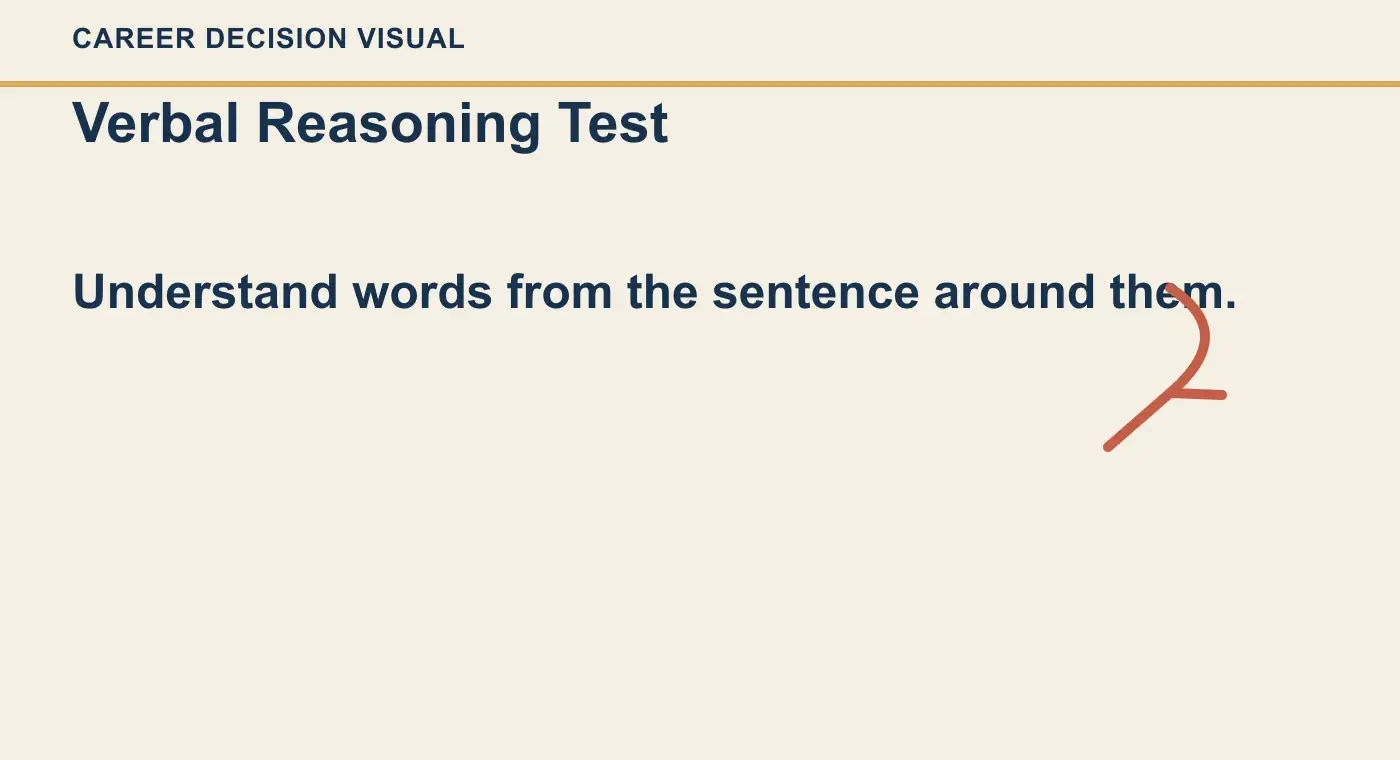 CAREER DECISION VISUAL
Verbal Reasoning Test
Understand words from the sentence around them.